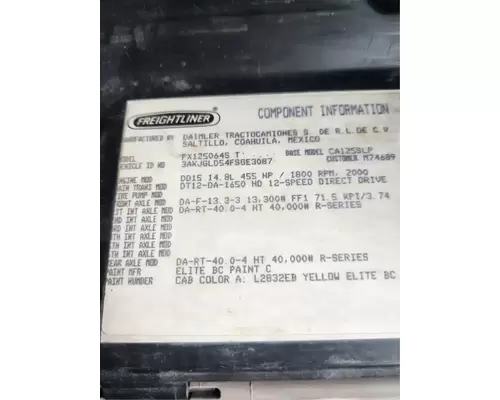 FREIGHTLINER
COMPONENT INFORMATION
MANUFACTURED BY DAIMLER TRACTOCAMIONES S. DE R.L.DE C.V.
SALTILLO, COAHUILA, MEXICO
MODEL PX125064S T BASE MODEL CA125SLP
VEHICLE ID NO 3AKJGLD54FSGE3087 CUSTOMER M74689
ENGINE MOD DD15 14.8L 455 HP / 1800 RPM, 2000
MAIN TRANS MOD DT12-DA-1650 HD 12-SPEED DIRECT DRIVE
FRONT AXLE MOD DA-F-13.3-3 13,300# FF1 71.5 KPI/3.74
1ST INT AXLE MOD DA-RT-40.0-4 HT 40,000# R-SERIES
2ND INT AXLE MOD
3RD INT AXLE MOD
4TH INT AXLE MOD
5TH INT AXLE MOD
REAR AXLE MOD DA-RT-40.0-4 HT 40,000# R-SERIES
PAINT MFR ELITE BC PAINT C
PAINT NUMBER CAB COLOR A: L2832EB YELLOW ELITE BC